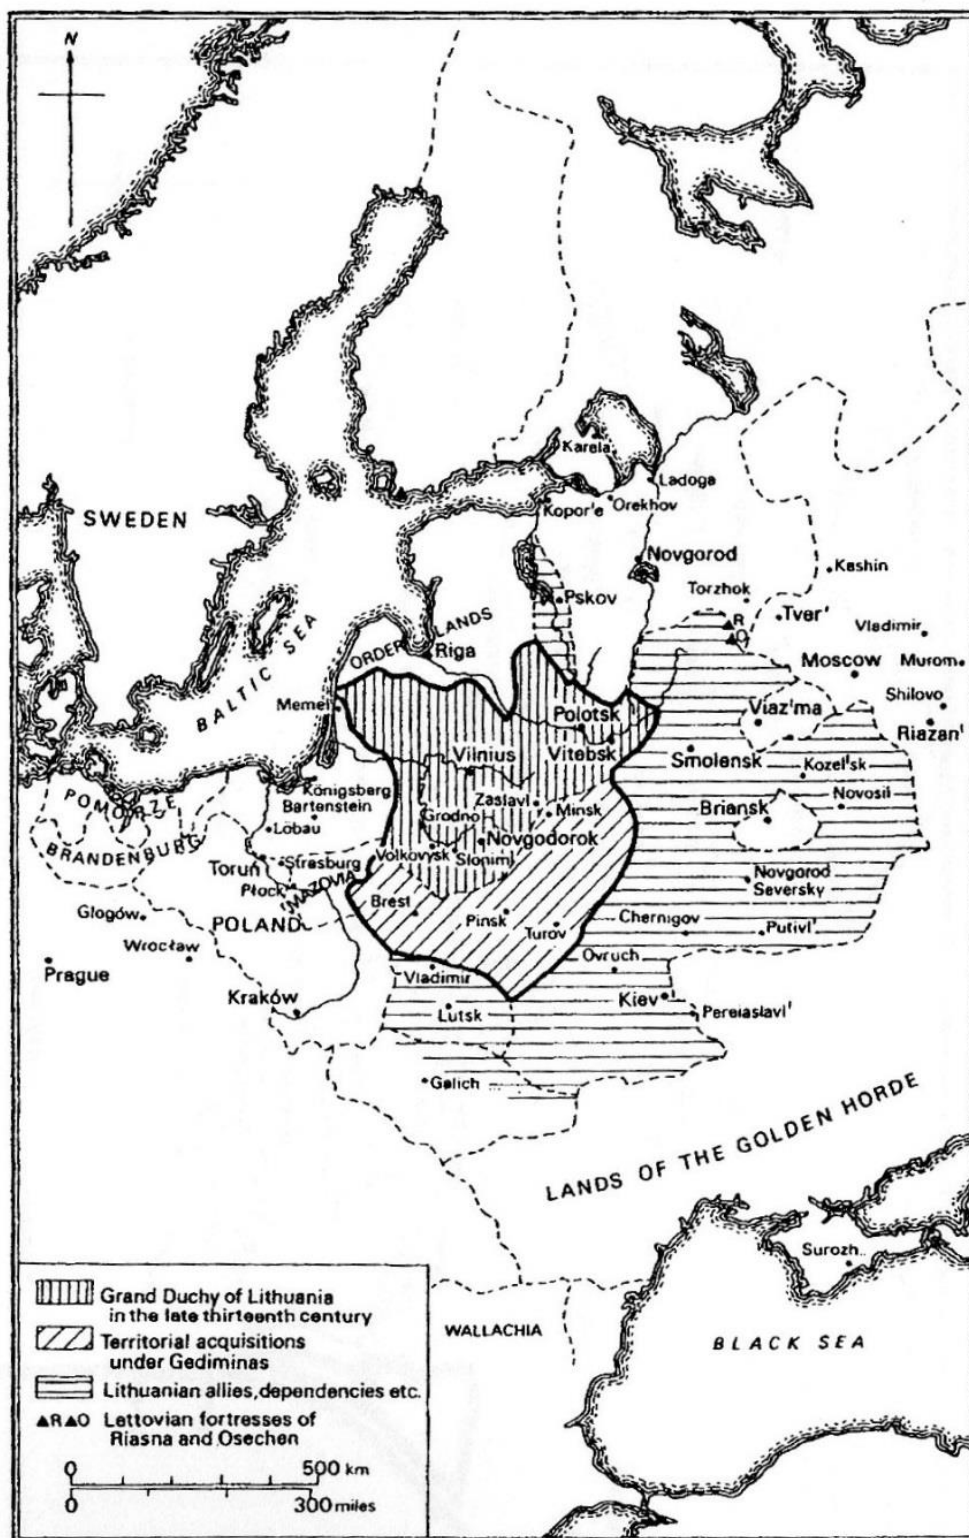 N
Karela
Ladoga
Kopor'e
Orekhov
SWEDEN
Novgorod
Kashin
Pskov
Torzhok
R
O
Tver'
Vladimir
BALTIC SEA
ORDER LANDS
Riga
Moscow
Murom
Memel
Polotsk
Viaz'ma
Shilovo
Riazan'
Vilnius
Vitebsk
Smolensk
Kozel'sk
POMORZE
Königsberg
Bartenstein
Zaslavl
Minsk
Novosil
Grodno
Briansk
Löbau
BRANDENBURG
Novgodorok
Volkovysk
Slonim
Toruń
Strasburg
Płock
MAZOVIA
Novgorod
Seversky
Brest
Głogów
POLAND
Pinsk
Turov
Chernigov
Putivl'
Wrocław
Prague
Vladimir
Ovruch
Kraków
Lutsk
Kiev
Pereiaslavl'
Galich
LANDS OF THE GOLDEN HORDE
Surozh
WALLACHIA
BLACK SEA
Grand Duchy of Lithuania
in the late thirteenth century
Territorial acquisitions
under Gediminas
Lithuanian allies, dependencies etc.
▲R▲O Lettovian fortresses of
Riasna and Osechen
0 500 km
0 300 miles